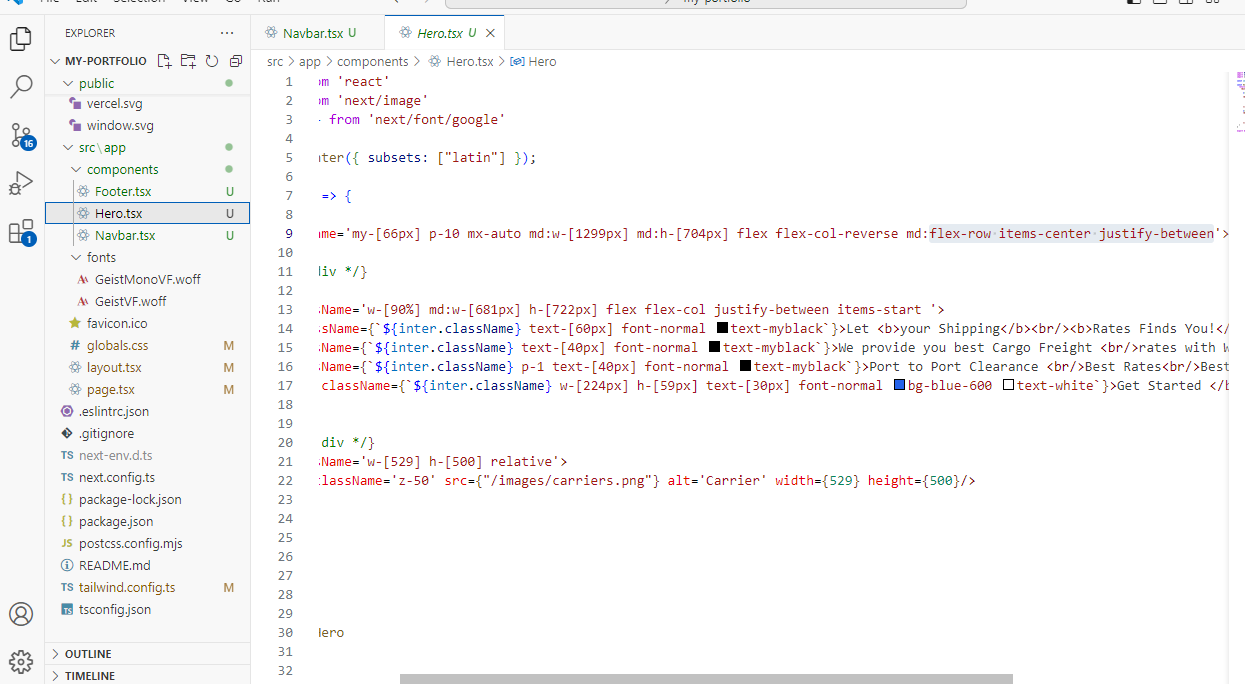 my-portfolio
EXPLORER
MY-PORTFOLIO
public
vercel.svg
window.svg
src\app
components
Footer.tsx U
Hero.tsx U
Navbar.tsx U
fonts
GeistMonoVF.woff
GeistVF.woff
favicon.ico
# globals.css M
layout.tsx M
page.tsx M
.eslintrc.json
.gitignore
TS next-env.d.ts
TS next.config.ts
{} package-lock.json
{} package.json
JS postcss.config.mjs
README.md
TS tailwind.config.ts M
tsconfig.json
OUTLINE
TIMELINE
16
1
Navbar.tsx U
Hero.tsx U
src > app > components > Hero.tsx > Hero
1 om 'react'
2 om 'next/image'
3 from 'next/font/google'
4
5 nter({ subsets: ["latin"] });
6
7 => {
8
9 ame='my-[66px] p-10 mx-auto md:w-[1299px] md:h-[704px] flex flex-col-reverse md:flex-row items-center justify-between'>
10
11 div */}
12
13 sName='w-[90%] md:w-[681px] h-[722px] flex flex-col justify-between items-start '>
14 ssName={`${inter.className} text-[60px] font-normal text-myblack`}>Let <b>your Shipping</b><br/><b>Rates Finds You!</
15 sName={`${inter.className} text-[40px] font-normal text-myblack`}>We provide you best Cargo Freight <br/>rates with W
16 sName={`${inter.className} p-1 text-[40px] font-normal text-myblack`}>Port to Port Clearance <br/>Best Rates<br/>Best
17 className={`${inter.className} w-[224px] h-[59px] text-[30px] font-normal bg-blue-600 text-white`}>Get Started </b
18
19
20 div */}
21 sName='w-[529] h-[500] relative'>
22 className='z-50' src={"/images/carriers.png"} alt='Carrier' width={529} height={500}/>
23
24
25
26
27
28
29
30 Hero
31
32